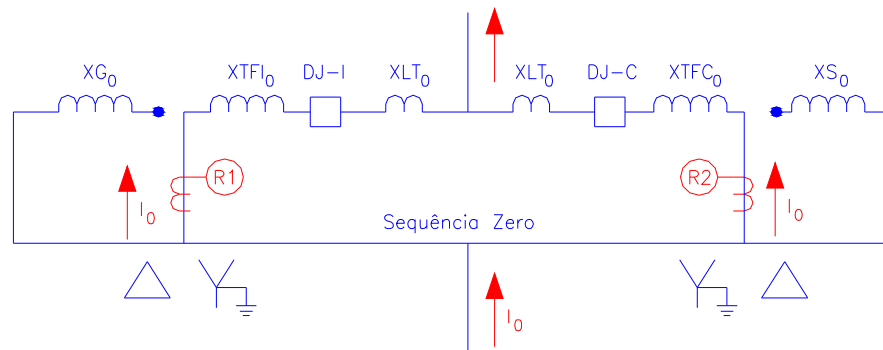 XG0
XTFI0
DJ-I
XLT0
XLT0
DJ-C
XTFC0
XS0
R1
R2
I0
I0
Sequência Zero
I0